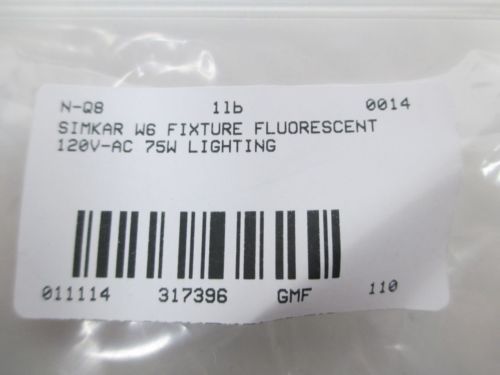 N-Q8 1lb 0014
SIMKAR W6 FIXTURE FLUORESCENT
120V-AC 75W LIGHTING
011114 317396 GMF 110